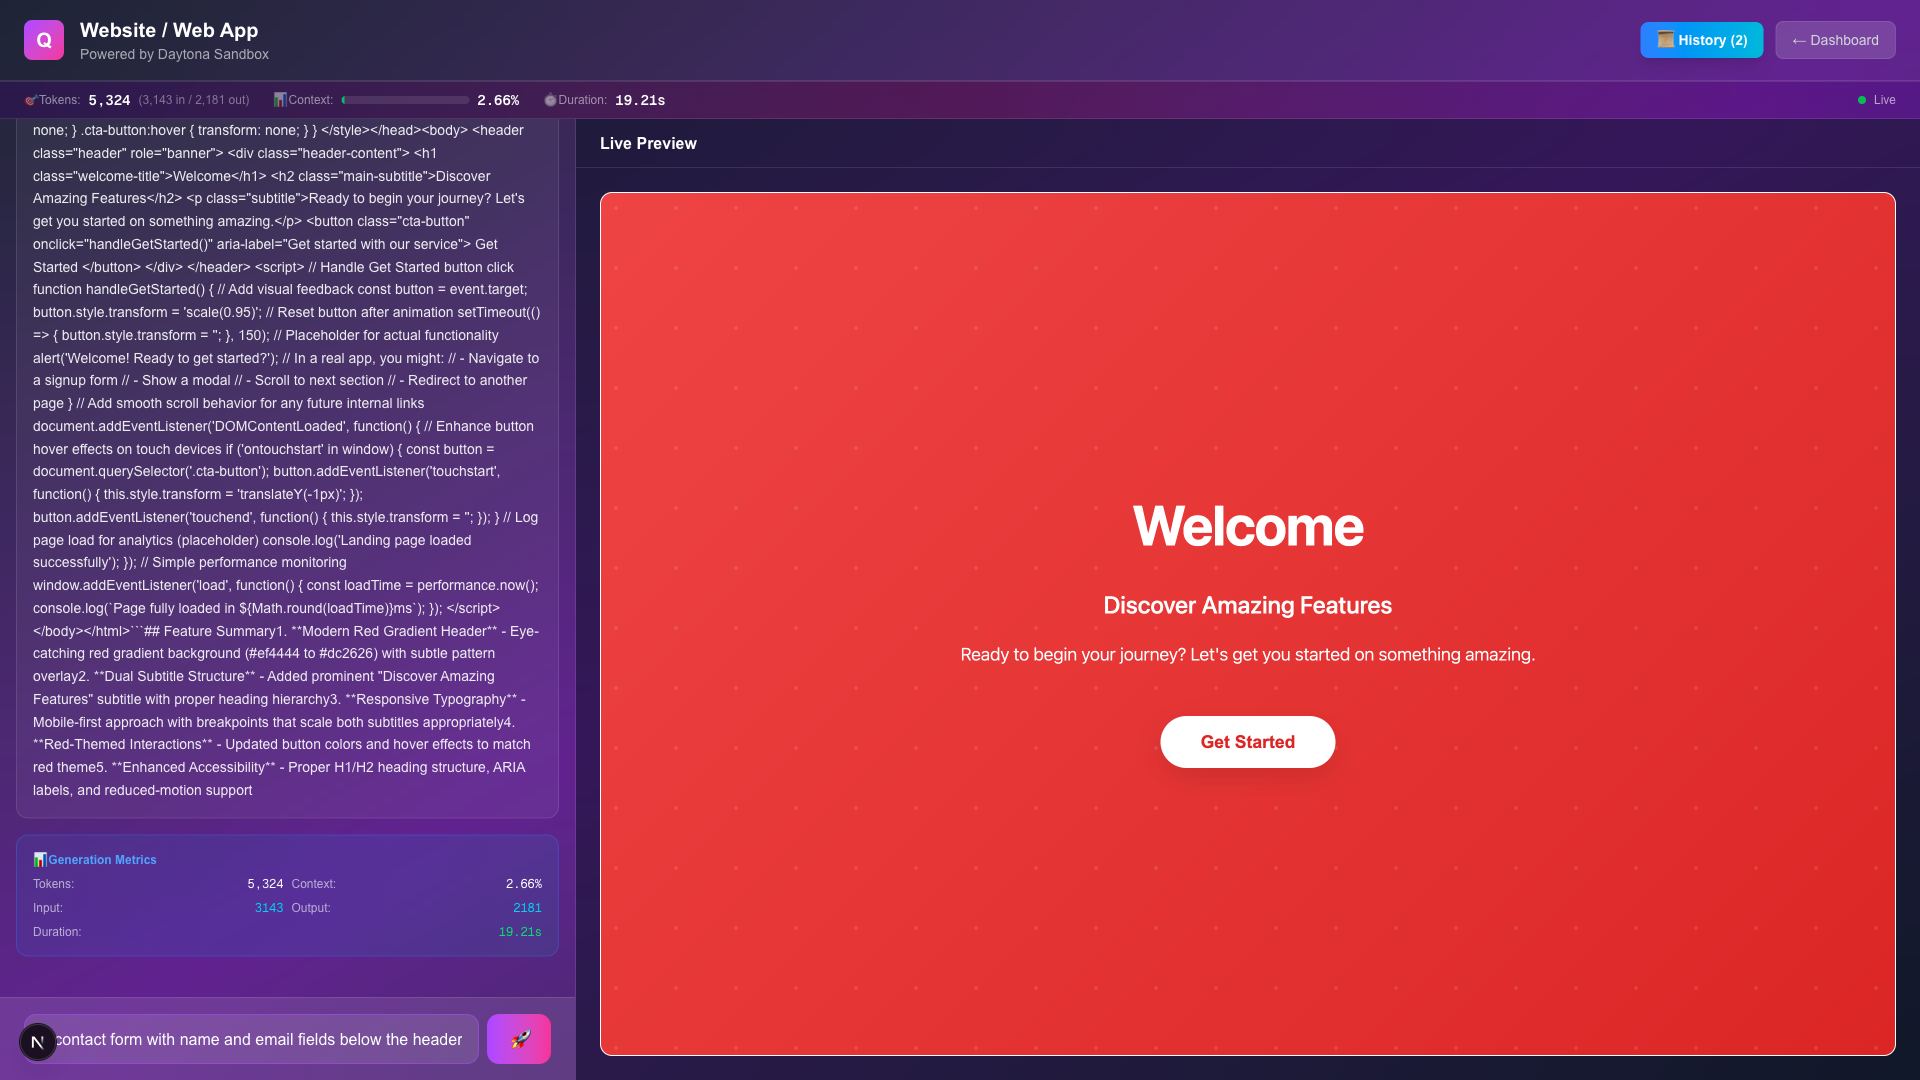 Q
Website / Web App
Powered by Daytona Sandbox
History (2)
← Dashboard
Tokens: 5,324 (3,143 in / 2,181 out)
Context: 2.66%
Duration: 19.21s
Live
none; } .cta-button:hover { transform: none; } } </style></head><body> <header
class="header" role="banner"> <div class="header-content"> <h1
class="welcome-title">Welcome</h1> <h2 class="main-subtitle">Discover
Amazing Features</h2> <p class="subtitle">Ready to begin your journey? Let's
get you started on something amazing.</p> <button class="cta-button"
onclick="handleGetStarted()" aria-label="Get started with our service"> Get
Started </button> </div> </header> <script> // Handle Get Started button click
function handleGetStarted() { // Add visual feedback const button = event.target;
button.style.transform = 'scale(0.95)'; // Reset button after animation setTimeout(()
=> { button.style.transform = ''; }, 150); // Placeholder for actual functionality
alert('Welcome! Ready to get started?'); // In a real app, you might: // - Navigate to
a signup form // - Show a modal // - Scroll to next section // - Redirect to another
page } // Add smooth scroll behavior for any future internal links
document.addEventListener('DOMContentLoaded', function() { // Enhance button
hover effects on touch devices if ('ontouchstart' in window) { const button =
document.querySelector('.cta-button'); button.addEventListener('touchstart',
function() { this.style.transform = 'translateY(-1px)'; });
button.addEventListener('touchend', function() { this.style.transform = ''; }); } // Log
page load for analytics (placeholder) console.log('Landing page loaded
successfully'); }); // Simple performance monitoring
window.addEventListener('load', function() { const loadTime = performance.now();
console.log(`Page fully loaded in ${Math.round(loadTime)}ms`); }); </script>
</body></html>```## Feature Summary1. **Modern Red Gradient Header** - Eye-
catching red gradient background (#ef4444 to #dc2626) with subtle pattern
overlay2. **Dual Subtitle Structure** - Added prominent "Discover Amazing
Features" subtitle with proper heading hierarchy3. **Responsive Typography** -
Mobile-first approach with breakpoints that scale both subtitles appropriately4.
**Red-Themed Interactions** - Updated button colors and hover effects to match
red theme5. **Enhanced Accessibility** - Proper H1/H2 heading structure, ARIA
labels, and reduced-motion support
Generation Metrics
Tokens: 5,324 Context: 2.66%
Input: 3143 Output: 2181
Duration: 19.21s
N
contact form with name and email fields below the header
Live Preview
Welcome
Discover Amazing Features
Ready to begin your journey? Let's get you started on something amazing.
Get Started